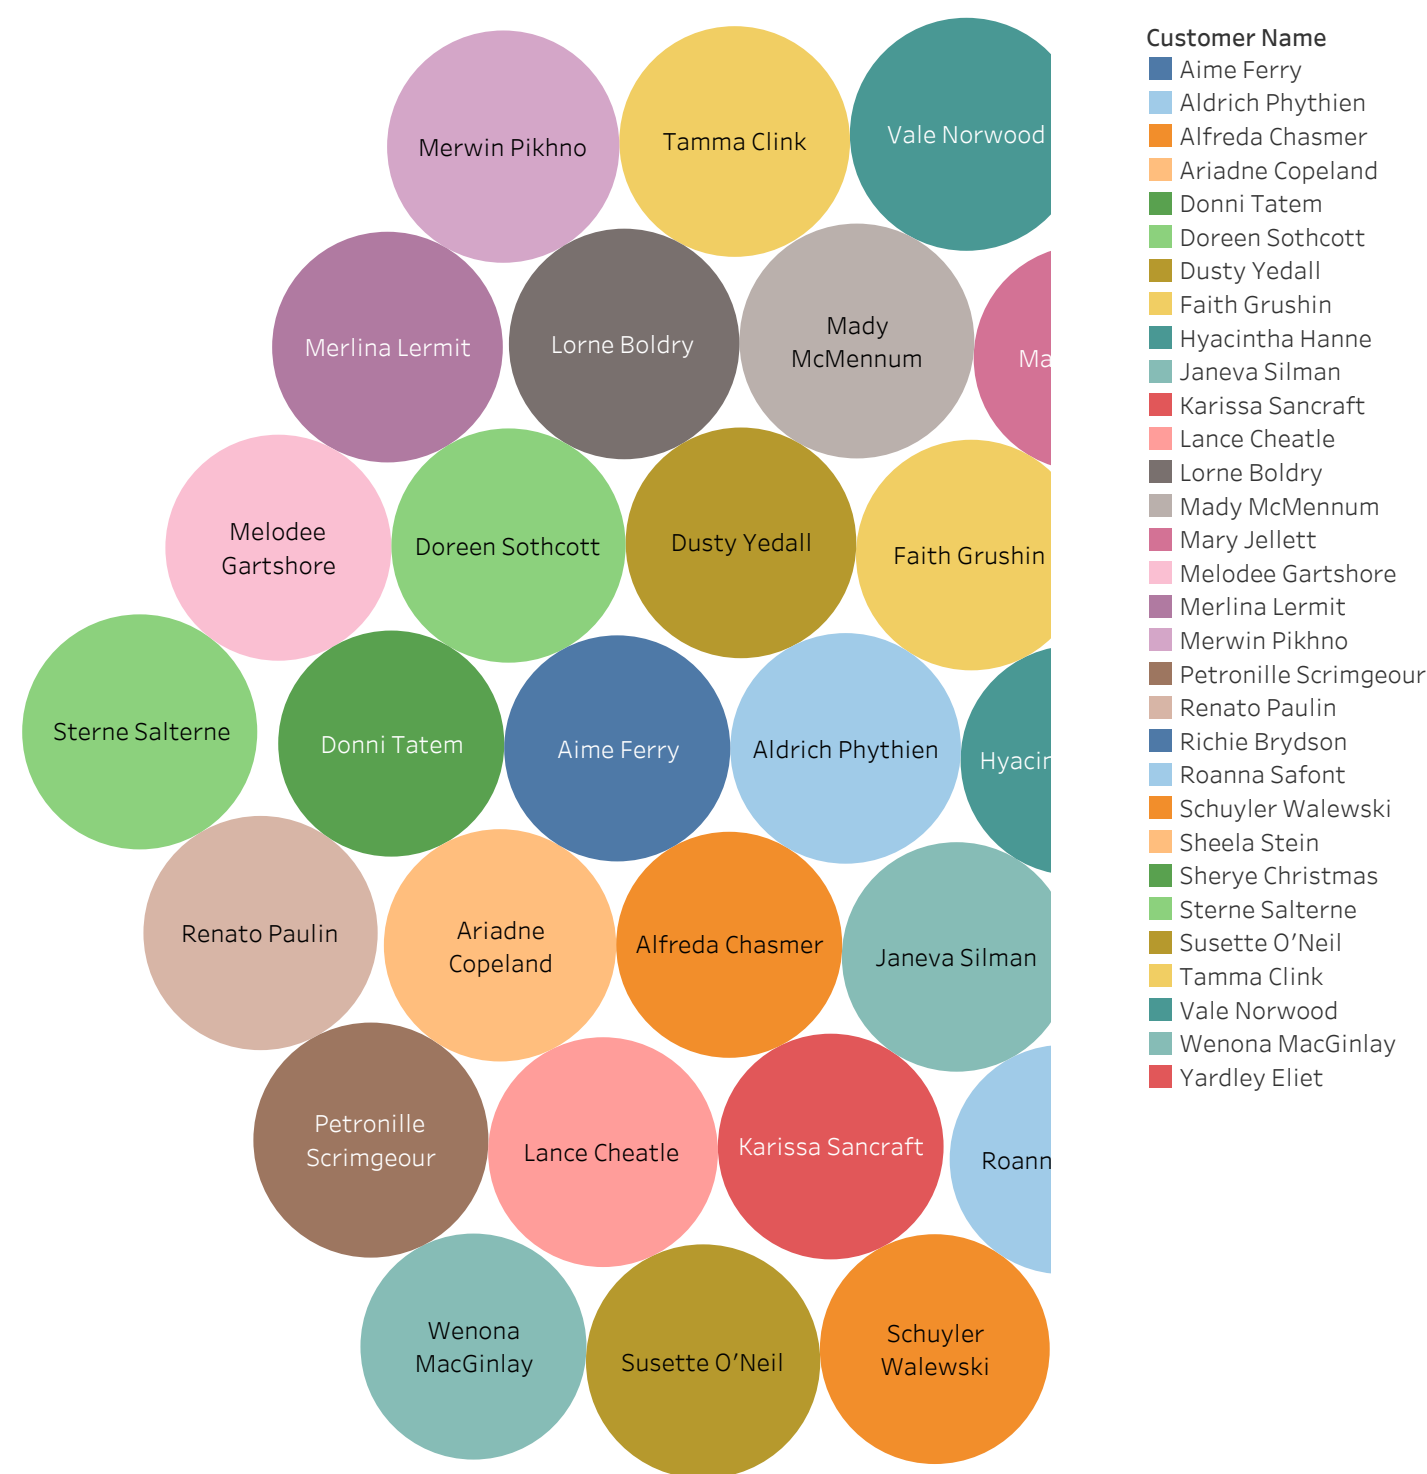 Merwin Pikhno
Tamma Clink
Vale Norwood
Merlina Lermit
Lorne Boldry
Mady
McMennum
Ma
Melodee
Gartshore
Doreen Sothcott
Dusty Yedall
Faith Grushin
Sterne Salterne
Donni Tatem
Aime Ferry
Aldrich Phythien
Hyacin
Renato Paulin
Ariadne
Copeland
Alfreda Chasmer
Janeva Silman
Petronille
Scrimgeour
Lance Cheatle
Karissa Sancraft
Roann
Wenona
MacGinlay
Susette O’Neil
Schuyler
Walewski
Customer Name
Aime Ferry
Aldrich Phythien
Alfreda Chasmer
Ariadne Copeland
Donni Tatem
Doreen Sothcott
Dusty Yedall
Faith Grushin
Hyacintha Hanne
Janeva Silman
Karissa Sancraft
Lance Cheatle
Lorne Boldry
Mady McMennum
Mary Jellett
Melodee Gartshore
Merlina Lermit
Merwin Pikhno
Petronille Scrimgeour
Renato Paulin
Richie Brydson
Roanna Safont
Schuyler Walewski
Sheela Stein
Sherye Christmas
Sterne Salterne
Susette O’Neil
Tamma Clink
Vale Norwood
Wenona MacGinlay
Yardley Eliet